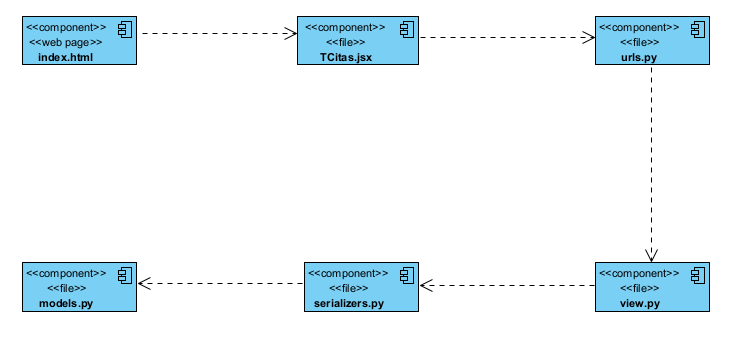 <<component>>
<<web page>>
index.html
<<component>>
<<file>>
TCitas.jsx
<<component>>
<<file>>
urls.py
<<component>>
<<file>>
models.py
<<component>>
<<file>>
serializers.py
<<component>>
<<file>>
view.py